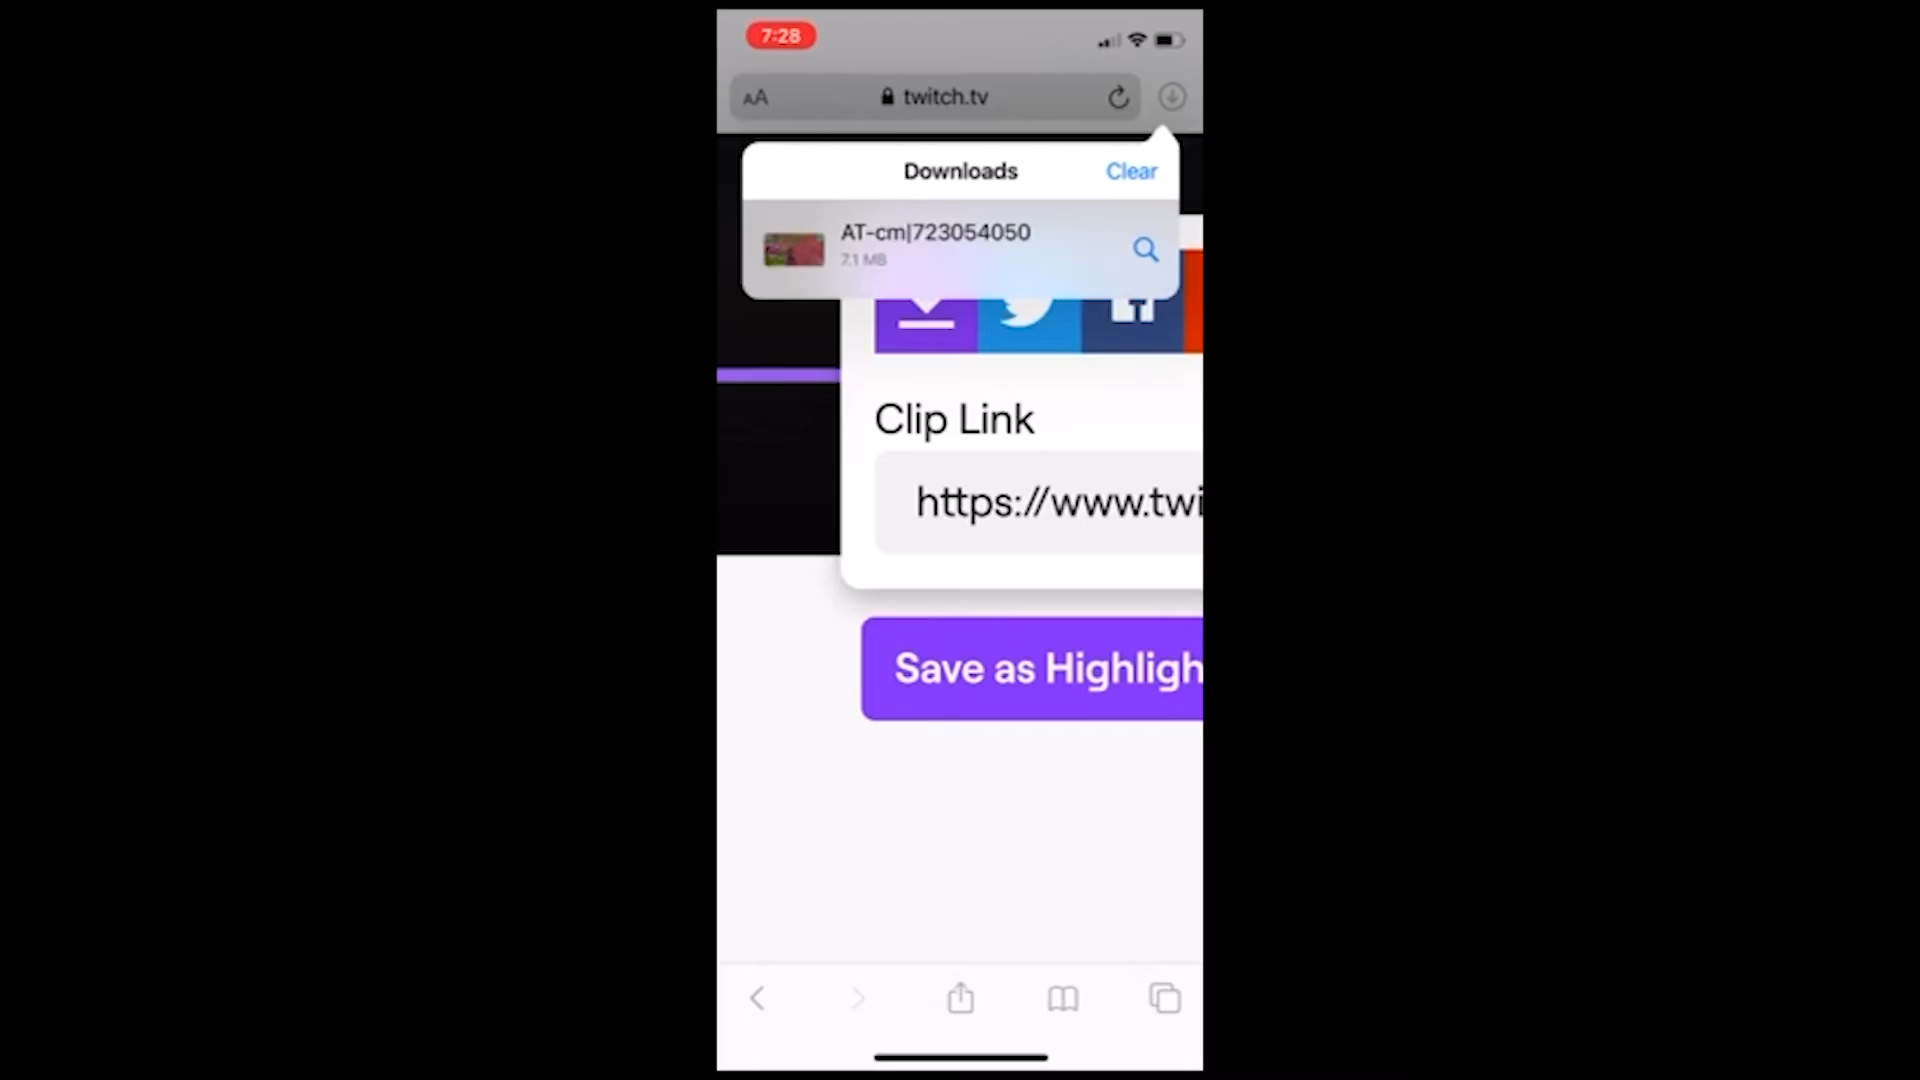 7:28
AA
twitch.tv
Downloads
Clear
AT-cm|723054050
7.1 MB
Clip Link
https://www.twi
Save as Highligh